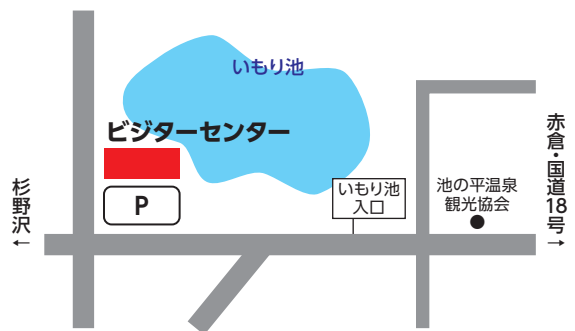 いもり池
ビジターセンター
P
杉野沢
←
いもり池
入口
池の平温泉
観光協会
赤倉・国道18号
→